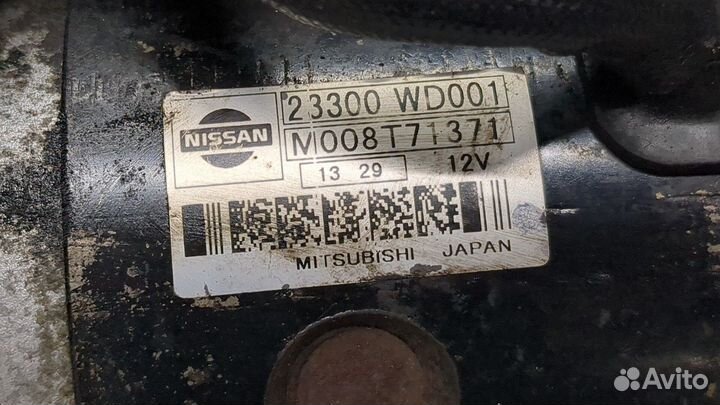 NISSAN
23300 WD001
M008T71371
13 29
12V
MITSUBISHI JAPAN
Avito